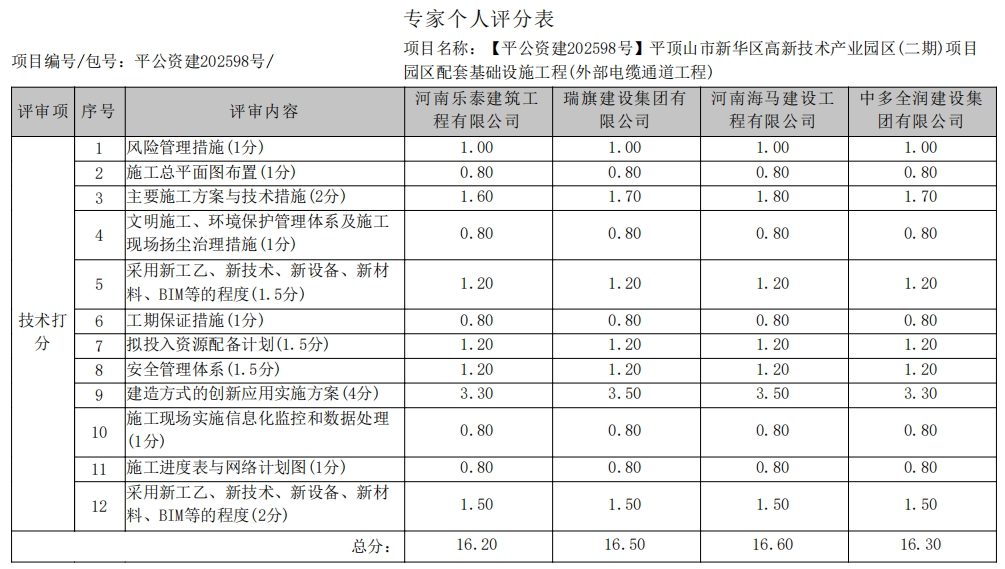 专家个人评分表
项目编号/包号: 平公资建202598号/
项目名称: 【平公资建202598号】平顶山市新华区高新技术产业园区(二期)项目
园区配套基础设施工程(外部电缆通道工程)
评审项 序号 评审内容 河南乐泰建筑工程有限公司 瑞旗建设集团有限公司 河南海马建设工程有限公司 中多全润建设集团有限公司
技术打分
1 风险管理措施(1分) 1.00 1.00 1.00 1.00
2 施工总平面图布置(1分) 0.80 0.80 0.80 0.80
3 主要施工方案与技术措施(2分) 1.60 1.70 1.80 1.70
4 文明施工、环境保护管理体系及施工
现场扬尘治理措施(1分) 0.80 0.80 0.80 0.80
5 采用新工乙、新技术、新设备、新材
料、BIM等的程度(1.5分) 1.20 1.20 1.20 1.20
6 工期保证措施(1分) 0.80 0.80 0.80 0.80
7 拟投入资源配备计划(1.5分) 1.20 1.20 1.20 1.20
8 安全管理体系(1.5分) 1.20 1.20 1.20 1.20
9 建造方式的创新应用实施方案(4分) 3.30 3.50 3.50 3.30
10 施工现场实施信息化监控和数据处理
(1分) 0.80 0.80 0.80 0.80
11 施工进度表与网络计划图(1分) 0.80 0.80 0.80 0.80
12 采用新工乙、新技术、新设备、新材
料、BIM等的程度(2分) 1.50 1.50 1.50 1.50
总分: 16.20 16.50 16.60 16.30